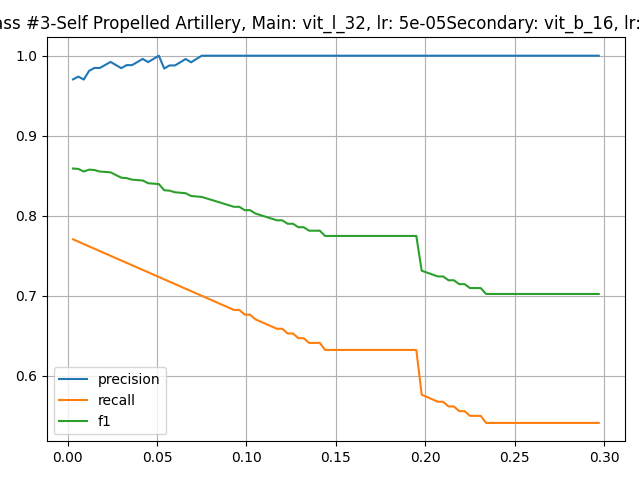 ass #3-Self Propelled Artillery, Main: vit_l_32, lr: 5e-05Secondary: vit_b_16, lr:
1.0
0.9
0.8
0.7
0.6
precision
recall
f1
0.00 0.05 0.10 0.15 0.20 0.25 0.30